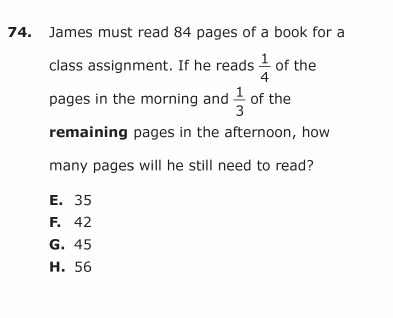 74. James must read 84 pages of a book for a
class assignment. If he reads 1/4 of the
pages in the morning and 1/3 of the
remaining pages in the afternoon, how
many pages will he still need to read?
E. 35
F. 42
G. 45
H. 56